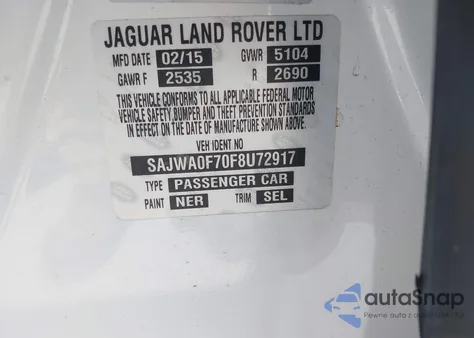 JAGUAR LAND ROVER LTD
MFD DATE 02/15 GVWR 5104
GAWR F 2535 R 2690
THIS VEHICLE CONFORMS TO ALL APPLICABLE FEDERAL MOTOR
VEHICLE SAFETY, BUMPER AND THEFT PREVENTION STANDARDS
IN EFFECT ON THE DATE OF MANUFACTURE SHOWN ABOVE.
VEH IDENT NO
SAJWA0F70F8U72917
TYPE PASSENGER CAR
PAINT NER TRIM SEL
autoSnap
Pewne auta z